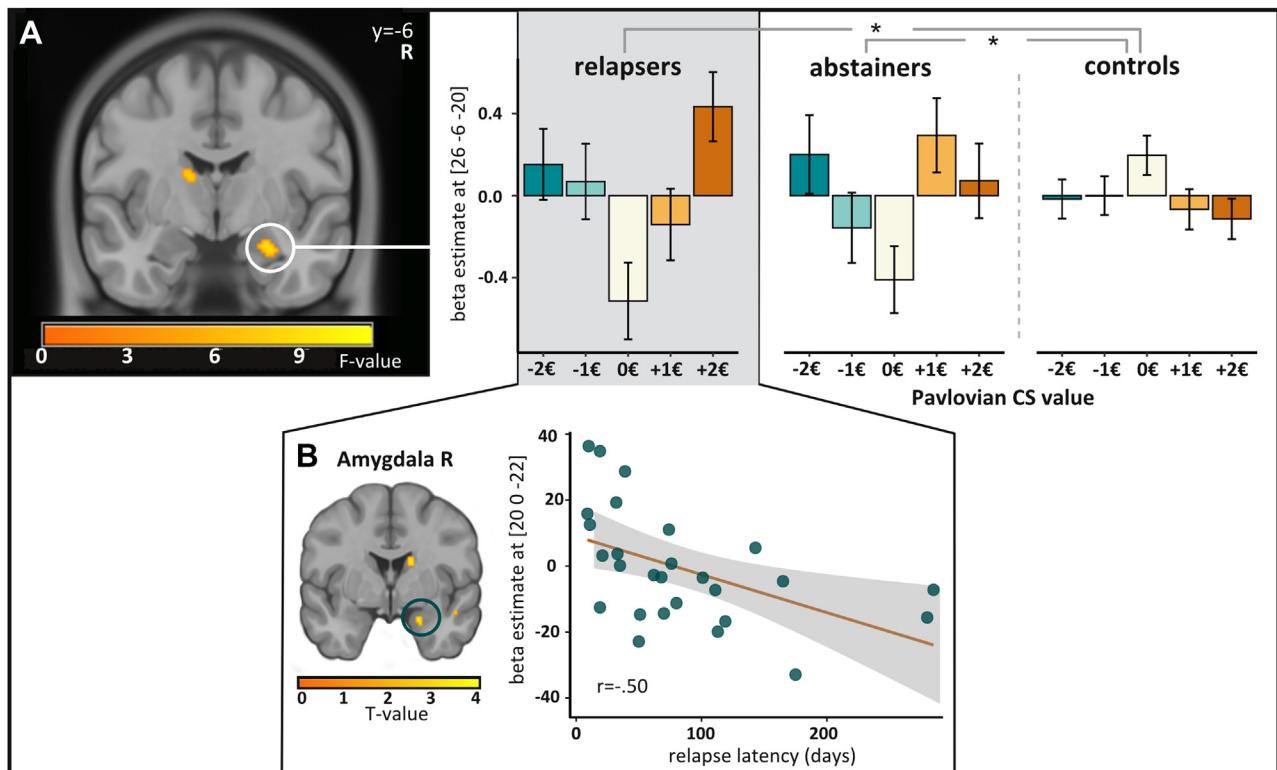 A
y=-6
R
0 3 6 9
F-value
beta estimate at [26 -6 -20]
0.4
0.0
-0.4
relapsers
abstainers
controls
*
*
-2€ -1€ 0€ +1€ +2€
-2€ -1€ 0€ +1€ +2€
-2€ -1€ 0€ +1€ +2€
Pavlovian CS value
B
Amygdala R
0 1 2 3 4
T-value
beta estimate at [20 0 -22]
40
20
0
-20
-40
r=-.50
0 100 200
relapse latency (days)